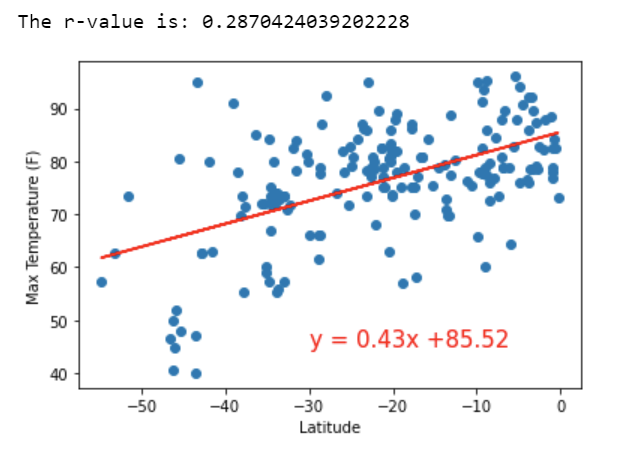 The r-value is: 0.2870424039202228
90
80
70
60
50
40
Max Temperature (F)
y = 0.43x +85.52
−50 −40 −30 −20 −10 0
Latitude